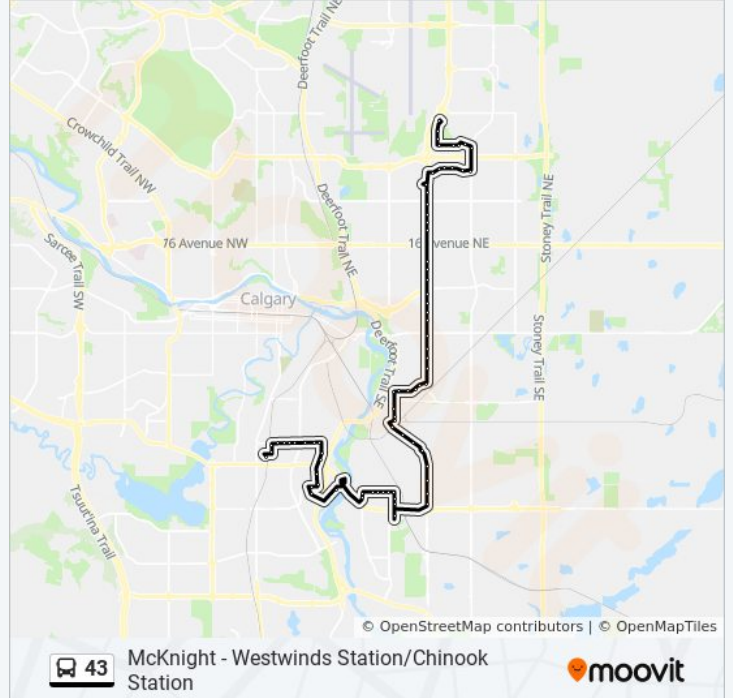 Deerfoot Trail NE
Crowchild Trail NW
Deerfoot Trail NE
Stoney Trail NE
76 Avenue NW
16 Avenue NE
Sarcee Trail SW
Calgary
Deerfoot Trail SE
Stoney Trail SE
Tsuut'ina Trail
© OpenStreetMap contributors | © OpenMapTiles
43
McKnight - Westwinds Station/Chinook
Station
moovit